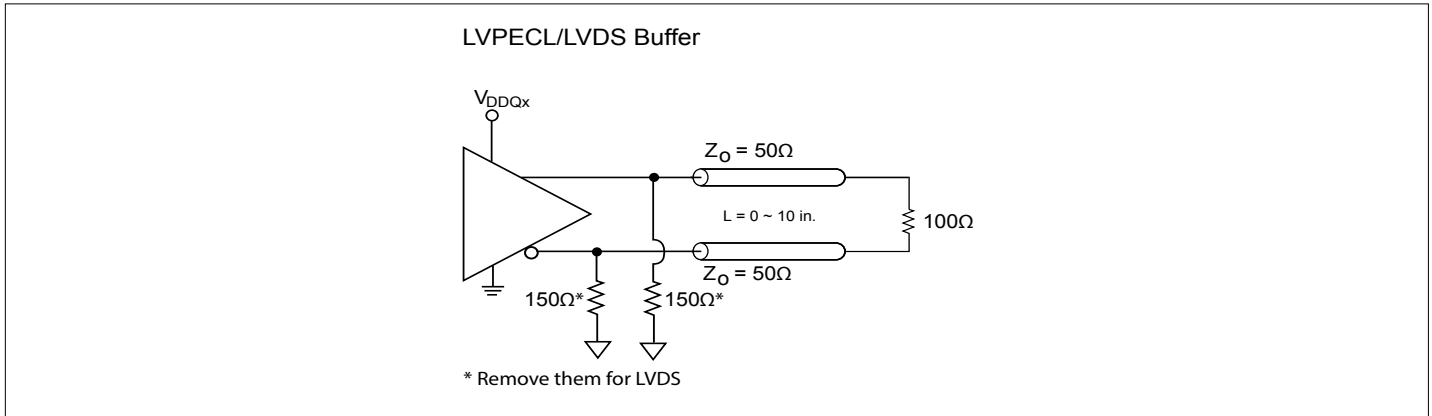 LVPECL/LVDS Buffer
VDDQx
ZO = 50Ω
L = 0 ~ 10 in.
100Ω
ZO = 50Ω
150Ω*
150Ω*
* Remove them for LVDS